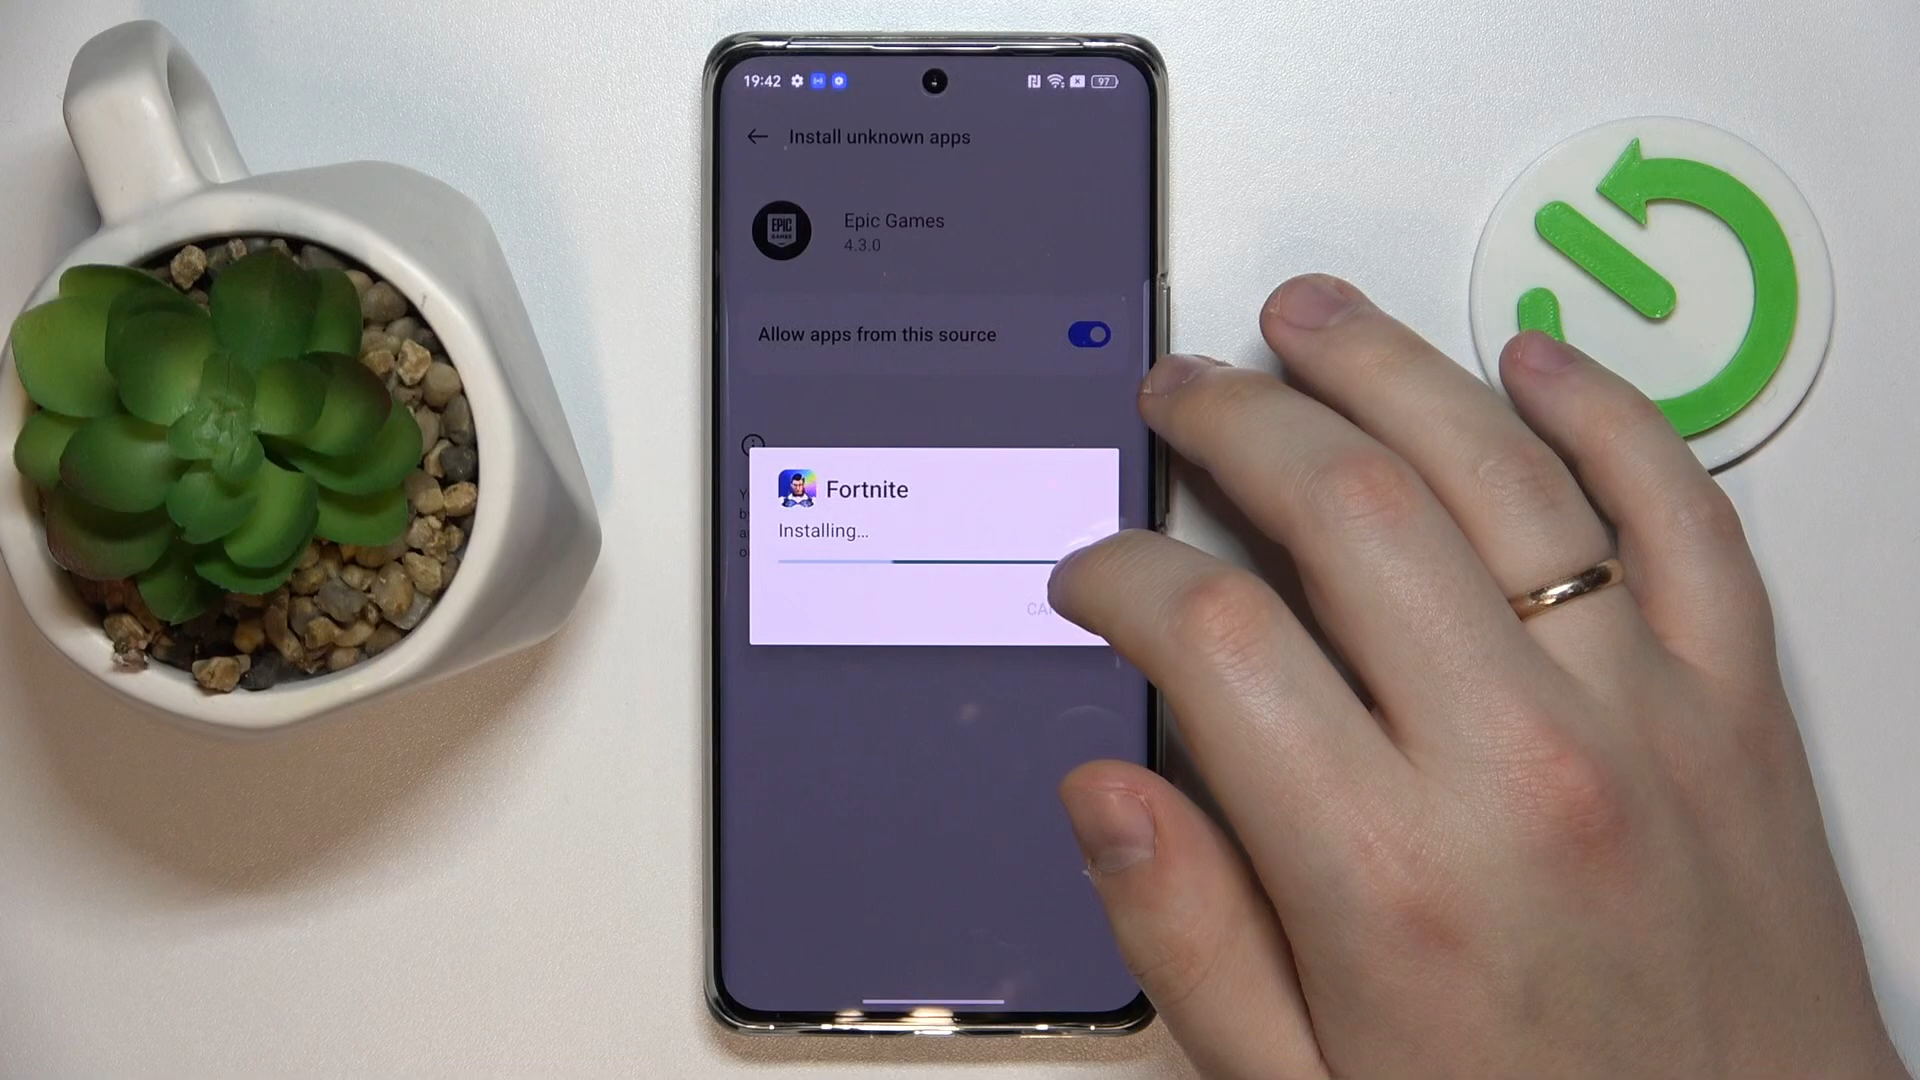 19:42
97
Install unknown apps
EPIC
GAMES
Epic Games
4.3.0
Allow apps from this source
Fortnite
Installing...